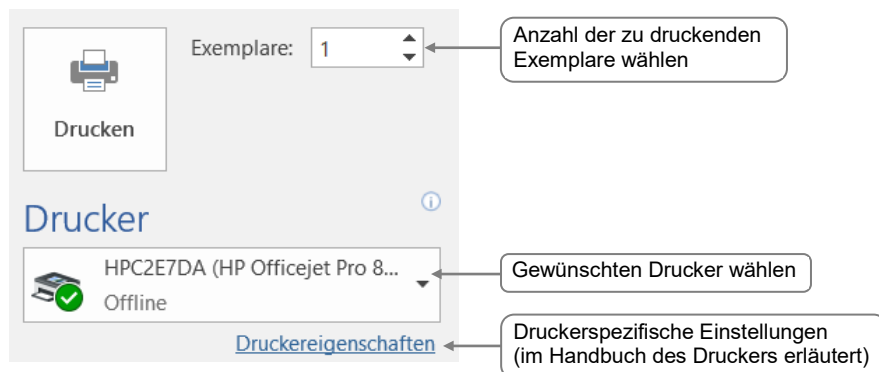 Exemplare: 1
Anzahl der zu druckenden
Exemplare wählen
Drucken
Drucker
HPC2E7DA (HP Officejet Pro 8...
Offline
Gewünschten Drucker wählen
Druckereigenschaften
Druckerspezifische Einstellungen
(im Handbuch des Druckers erläutert)